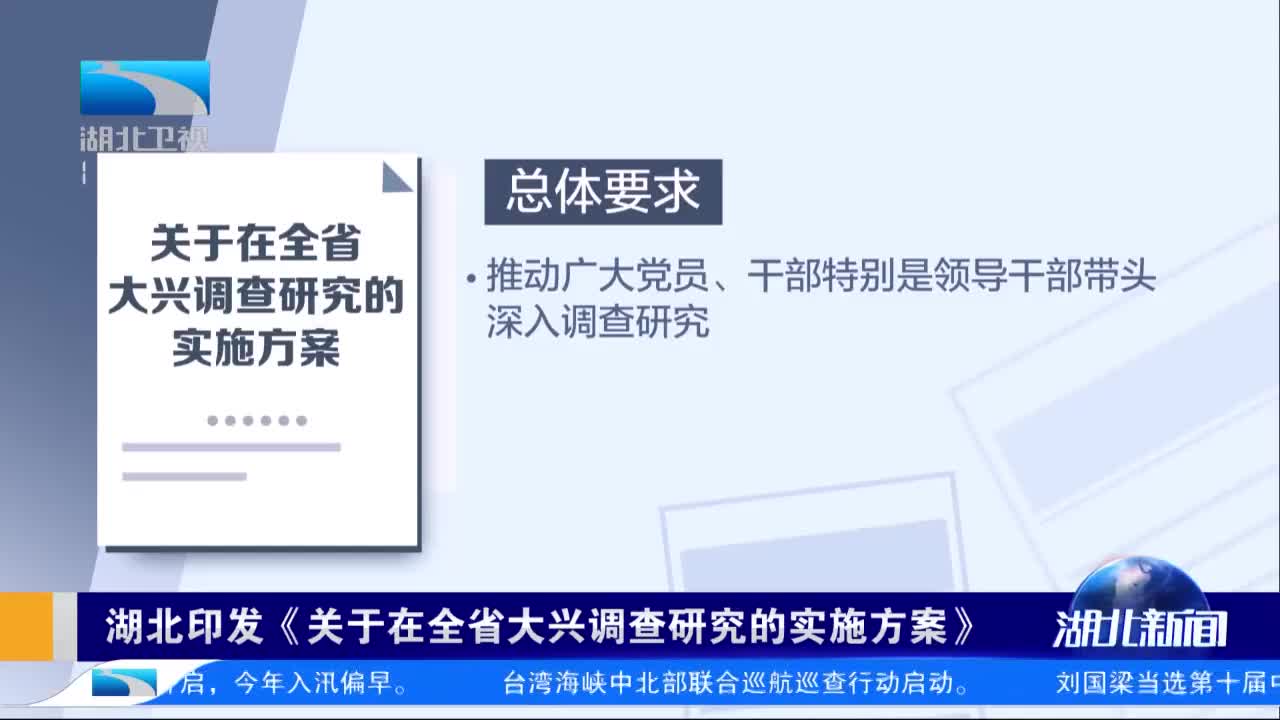 湖北卫视
关于在全省
大兴调查研究的
实施方案
总体要求
•推动广大党员、干部特别是领导干部带头
深入调查研究
湖北印发《关于在全省大兴调查研究的实施方案》
湖北新闻
启，今年入汛偏早。 台湾海峡中北部联合巡航巡查行动启动。 刘国梁当选第十届